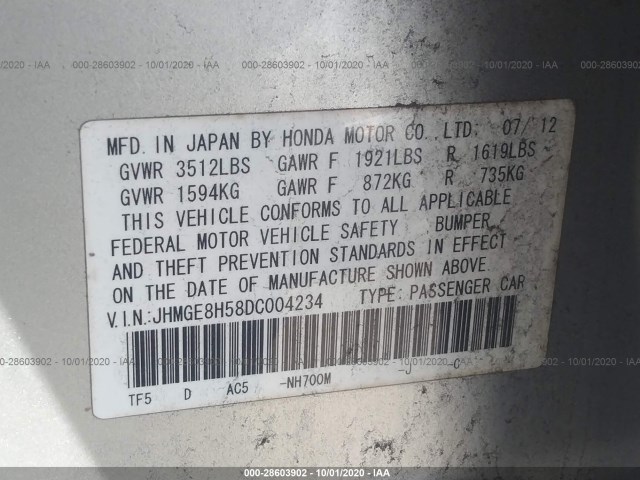 000-28603902 - 10/01/2020 - IAA
MFD. IN JAPAN BY HONDA MOTOR CO., LTD: 07/ 12
GVWR 3512LBS GAWR F 1921LBS R 1619LBS
GVWR 1594KG GAWR F 872KG R 735KG
THIS VEHICLE CONFORMS TO ALL APPLICABLE
FEDERAL MOTOR VEHICLE SAFETY BUMPER
AND THEFT PREVENTION STANDARDS IN EFFECT
ON THE DATE OF MANUFACTURE SHOWN ABOVE.
V.I.N.:JHMGE8H58DC004234 TYPE: PASSENGER CAR
TF5 D AC5 -NH700M -J -C
000-28603902 - 10/01/2020 - IAA